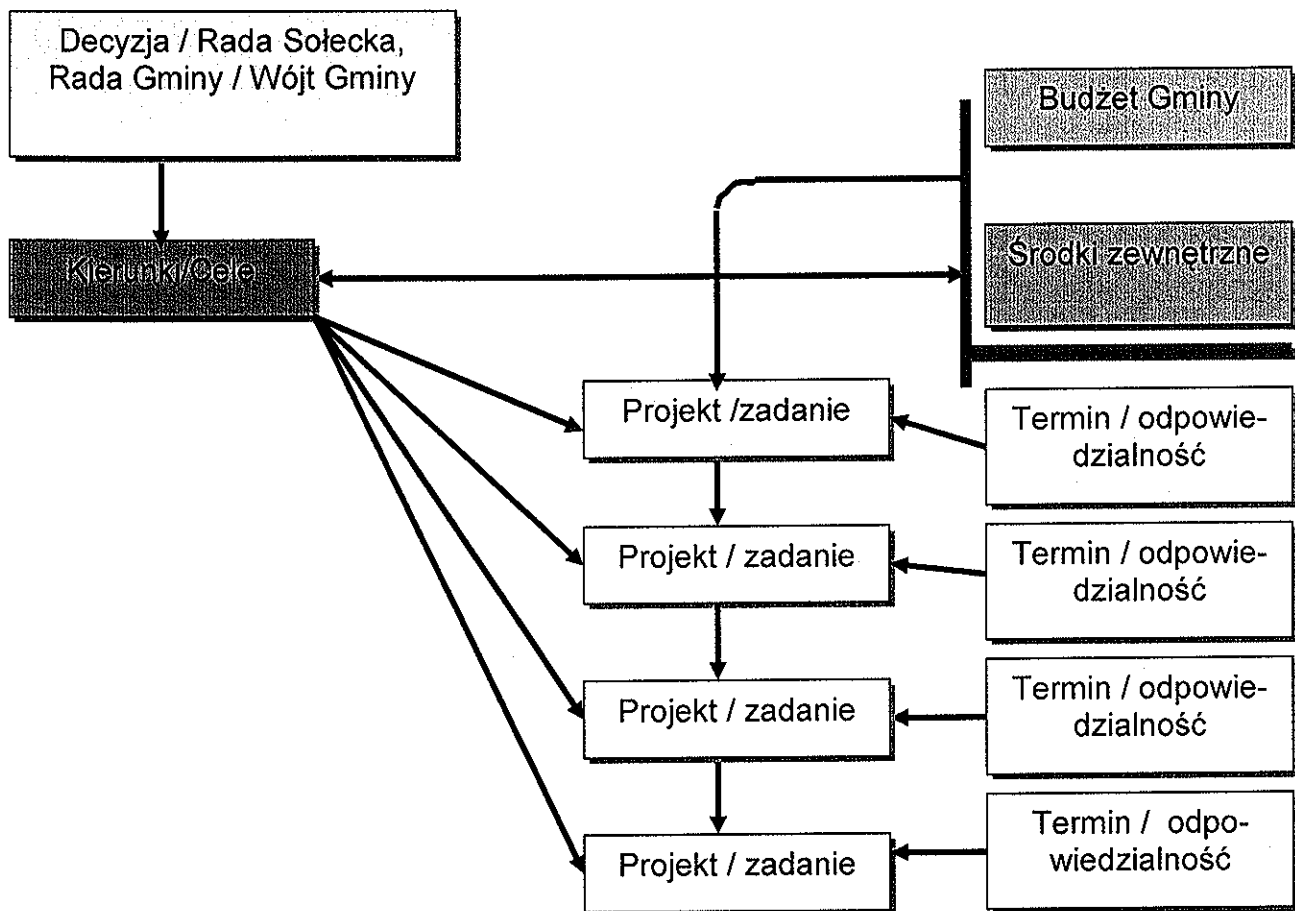 Decyzja / Rada Sołecka,
Rada Gminy / Wójt Gminy
Budżet Gminy
Kierunki/Cele
Środki zewnętrzne
Projekt /zadanie
Termin / odpowie-
dzialność
Projekt / zadanie
Termin / odpowie-
dzialność
Projekt / zadanie
Termin / odpowie-
dzialność
Projekt / zadanie
Termin / odpo-
wiedzialność